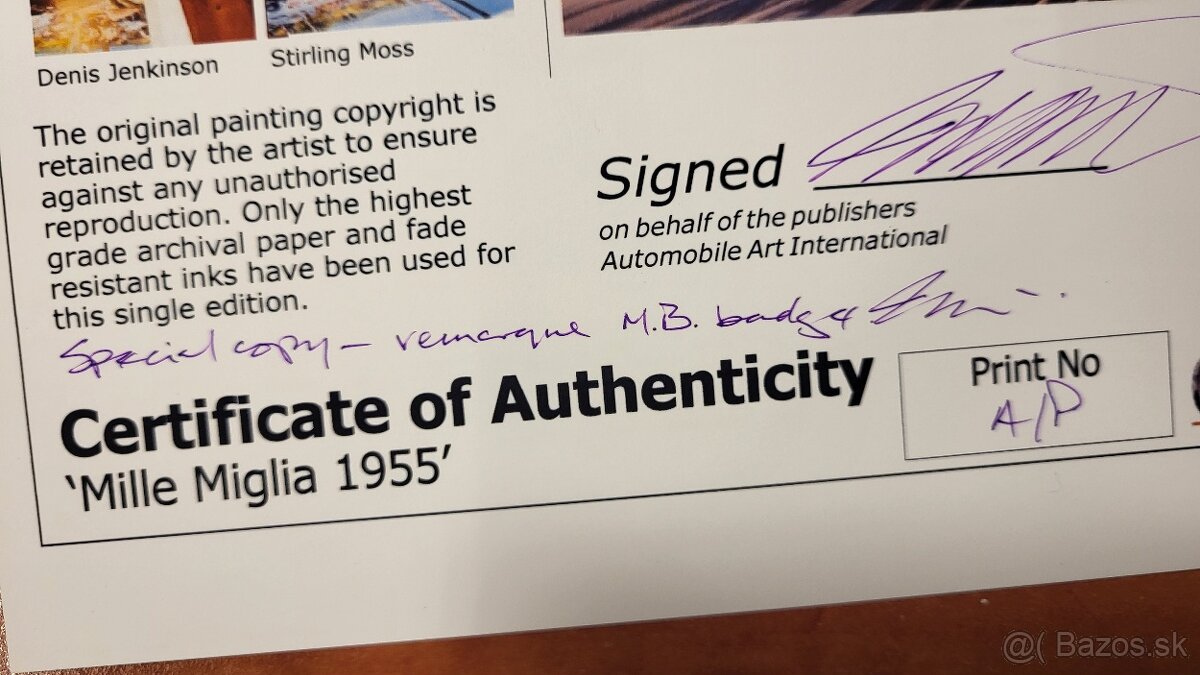 Denis Jenkinson
Stirling Moss
The original painting copyright is
retained by the artist to ensure
against any unauthorised
reproduction. Only the highest
grade archival paper and fade
resistant inks have been used for
this single edition.
Signed
on behalf of the publishers
Automobile Art International
Special copy - remarque M.B. badge
Certificate of Authenticity
'Mille Miglia 1955'
Print No
A/P
@( Bazos.sk